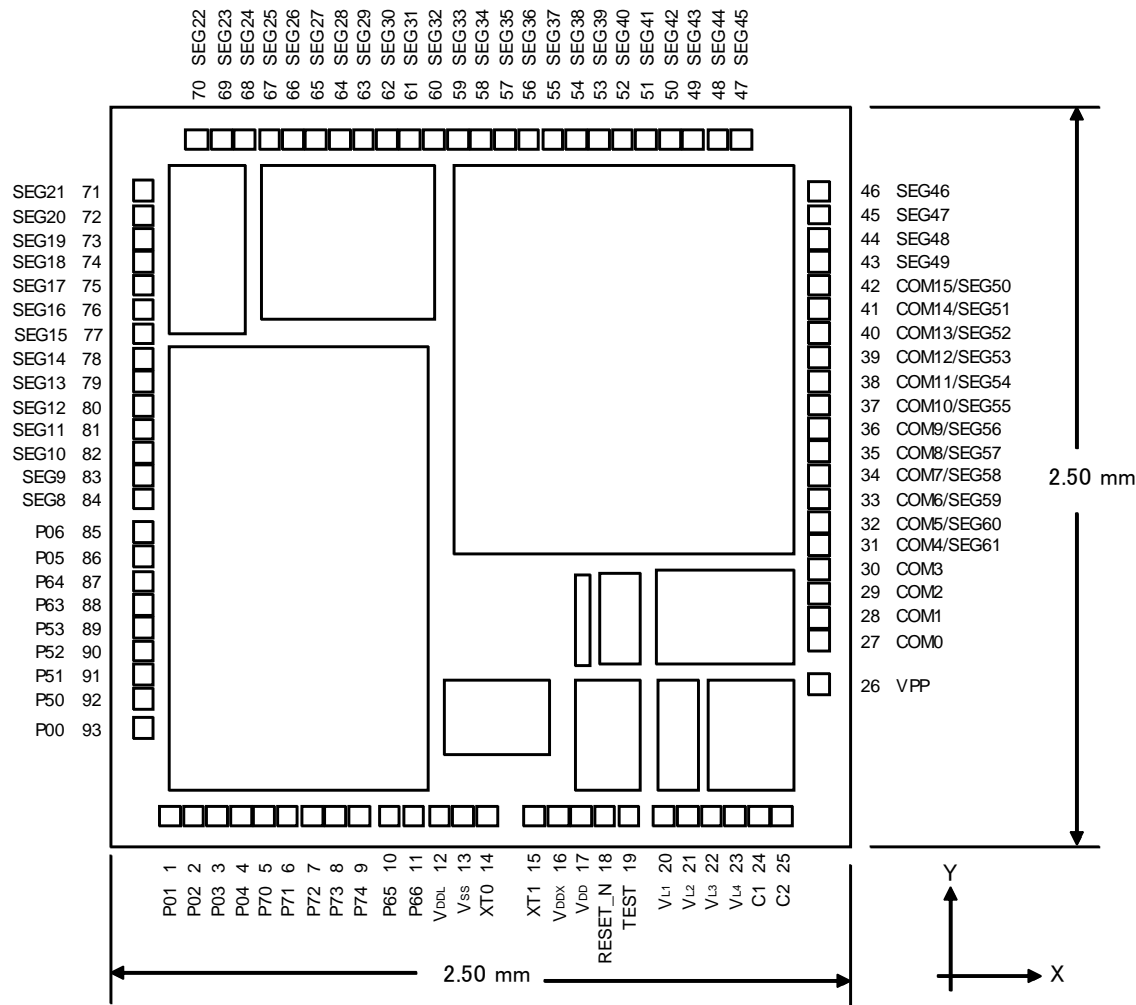 70 SEG22
69 SEG23
68 SEG24
67 SEG25
66 SEG26
65 SEG27
64 SEG28
63 SEG29
62 SEG30
61 SEG31
60 SEG32
59 SEG33
58 SEG34
57 SEG35
56 SEG36
55 SEG37
54 SEG38
53 SEG39
52 SEG40
51 SEG41
50 SEG42
49 SEG43
48 SEG44
47 SEG45
SEG21 71
SEG20 72
SEG19 73
SEG18 74
SEG17 75
SEG16 76
SEG15 77
SEG14 78
SEG13 79
SEG12 80
SEG11 81
SEG10 82
SEG9 83
SEG8 84
P06 85
P05 86
P64 87
P63 88
P53 89
P52 90
P51 91
P50 92
P00 93
46 SEG46
45 SEG47
44 SEG48
43 SEG49
42 COM15/SEG50
41 COM14/SEG51
40 COM13/SEG52
39 COM12/SEG53
38 COM11/SEG54
37 COM10/SEG55
36 COM9/SEG56
35 COM8/SEG57
34 COM7/SEG58
33 COM6/SEG59
32 COM5/SEG60
31 COM4/SEG61
30 COM3
29 COM2
28 COM1
27 COM0
26 VPP
2.50 mm
P01 1
P02 2
P03 3
P04 4
P70 5
P71 6
P72 7
P73 8
P74 9
P65 10
P66 11
VDDL 12
VSS 13
XT0 14
XT1 15
VDDX 16
VDD 17
RESET_N 18
TEST 19
VL1 20
VL2 21
VL3 22
VL4 23
C1 24
C2 25
2.50 mm
Y
X